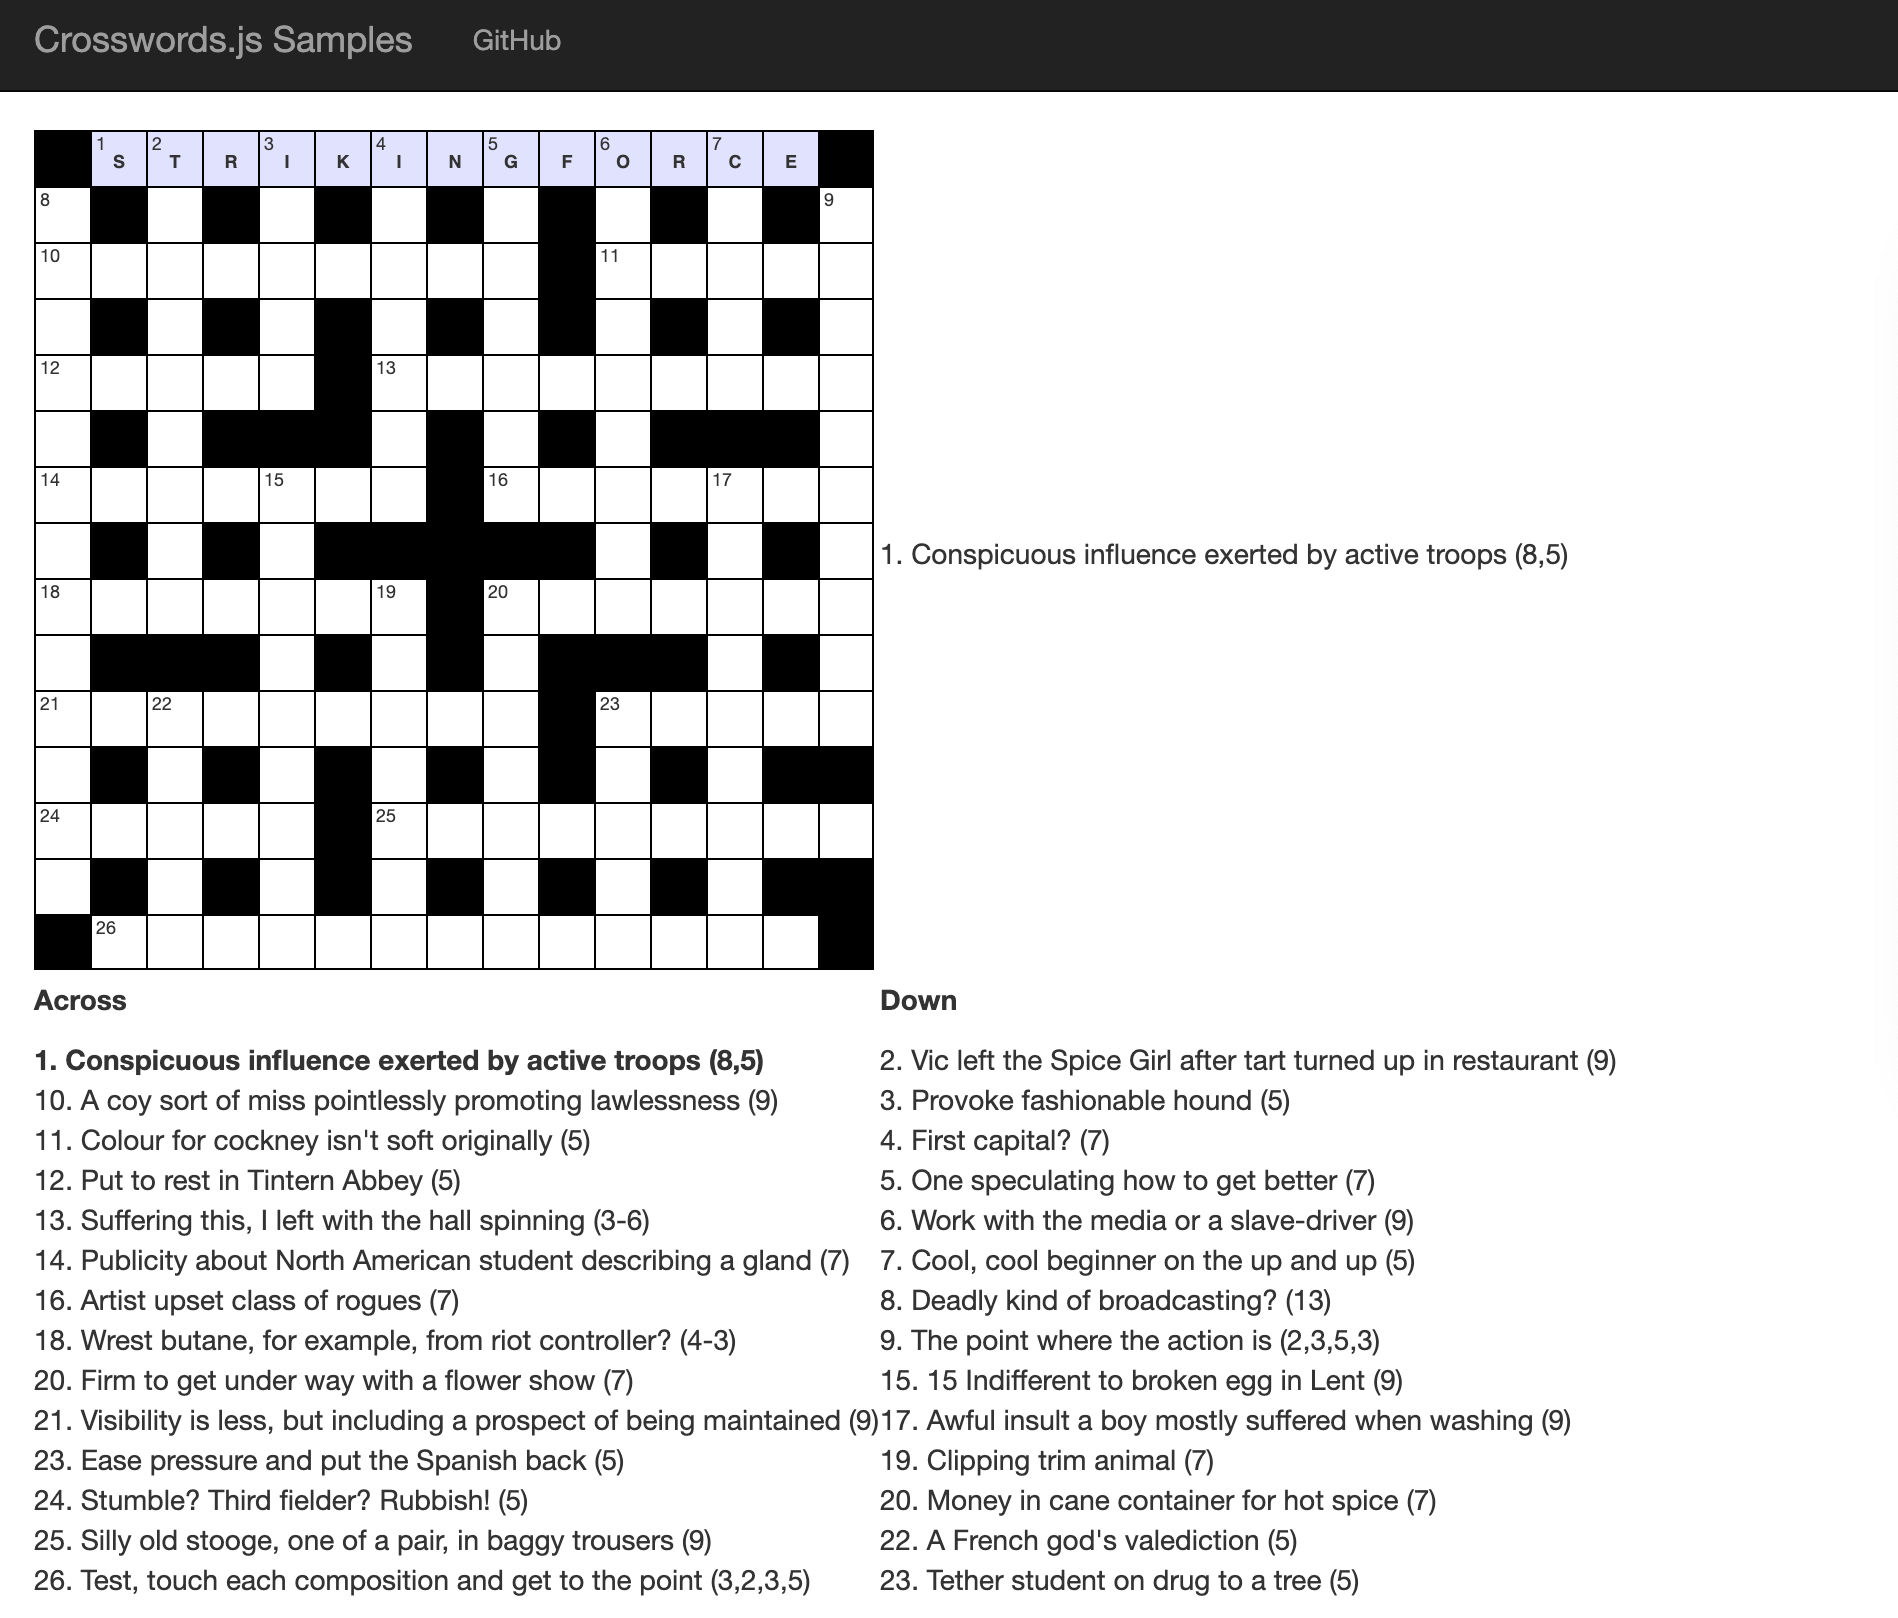 Crosswords.js Samples GitHub
1 S 2 T R 3 I K 4 I N 5 G F 6 O R 7 C E
8 9
10 11
12 13
14 15 16 17
1. Conspicuous influence exerted by active troops (8,5)
18 19 20
21 22 23
24 25
26
Across
1. Conspicuous influence exerted by active troops (8,5)
10. A coy sort of miss pointlessly promoting lawlessness (9)
11. Colour for cockney isn't soft originally (5)
12. Put to rest in Tintern Abbey (5)
13. Suffering this, I left with the hall spinning (3-6)
14. Publicity about North American student describing a gland (7)
16. Artist upset class of rogues (7)
18. Wrest butane, for example, from riot controller? (4-3)
20. Firm to get under way with a flower show (7)
21. Visibility is less, but including a prospect of being maintained (9)
23. Ease pressure and put the Spanish back (5)
24. Stumble? Third fielder? Rubbish! (5)
25. Silly old stooge, one of a pair, in baggy trousers (9)
26. Test, touch each composition and get to the point (3,2,3,5)
Down
2. Vic left the Spice Girl after tart turned up in restaurant (9)
3. Provoke fashionable hound (5)
4. First capital? (7)
5. One speculating how to get better (7)
6. Work with the media or a slave-driver (9)
7. Cool, cool beginner on the up and up (5)
8. Deadly kind of broadcasting? (13)
9. The point where the action is (2,3,5,3)
15. 15 Indifferent to broken egg in Lent (9)
17. Awful insult a boy mostly suffered when washing (9)
19. Clipping trim animal (7)
20. Money in cane container for hot spice (7)
22. A French god's valediction (5)
23. Tether student on drug to a tree (5)